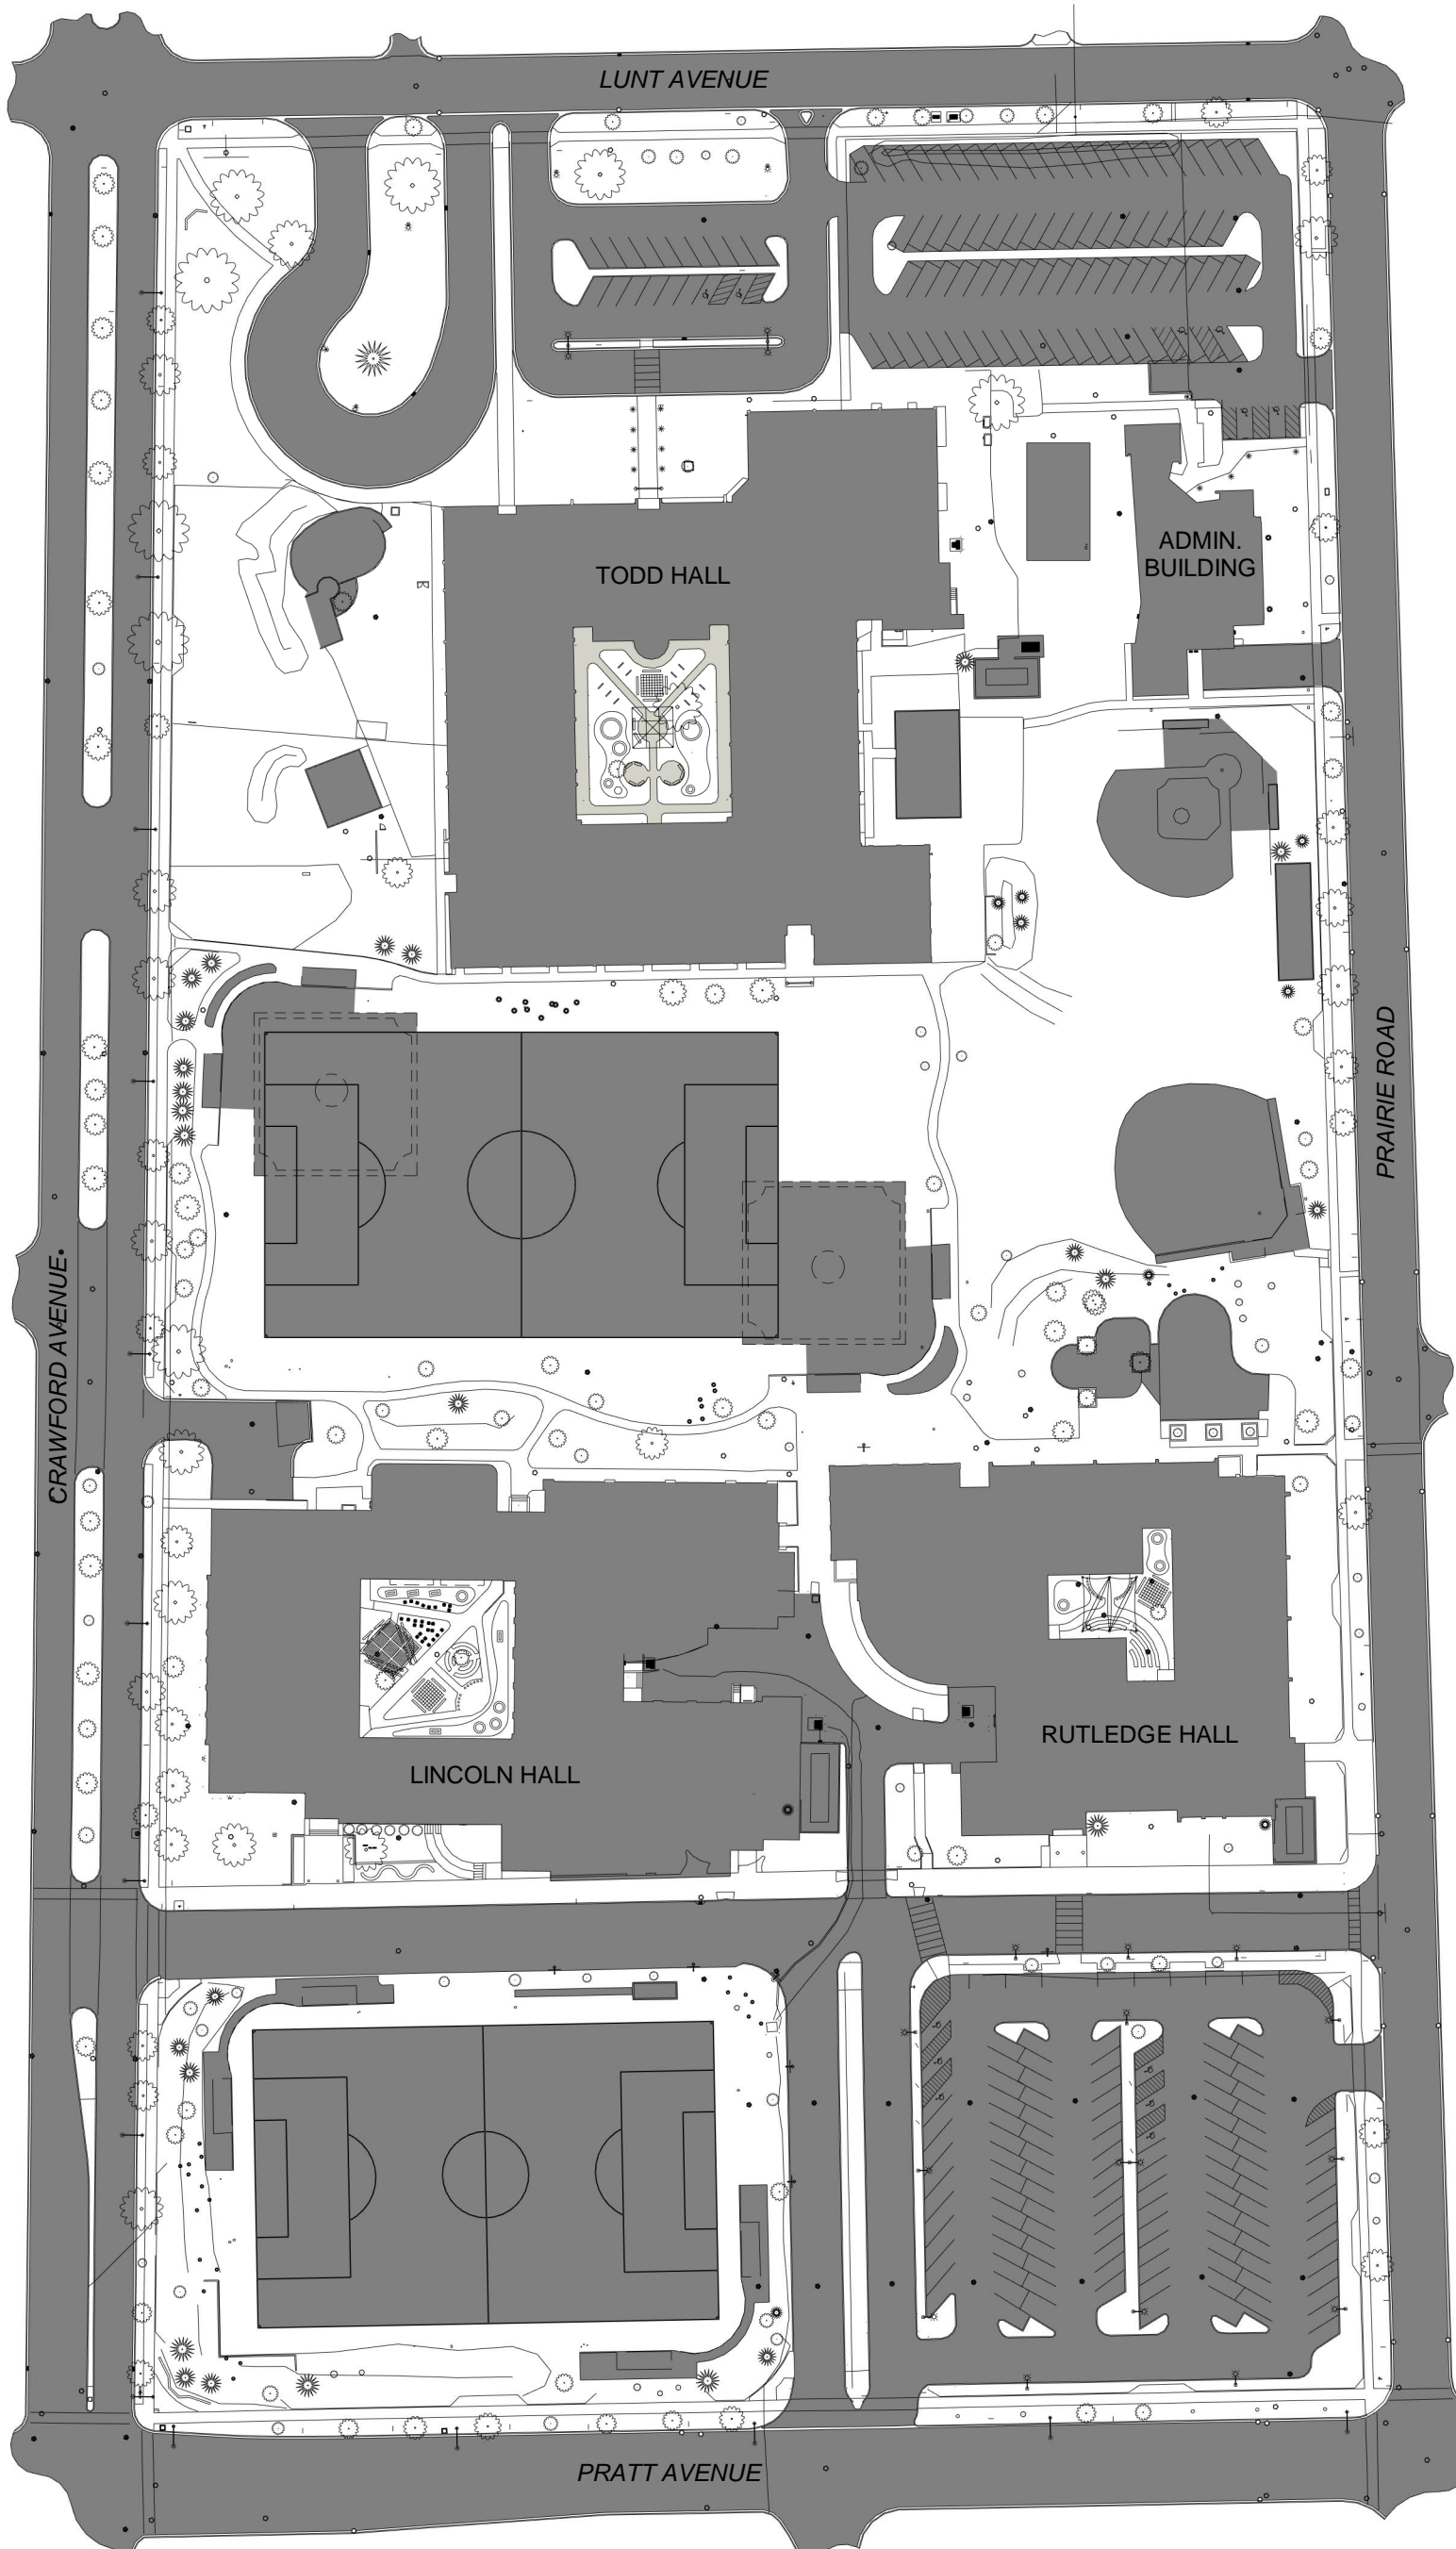 LUNT AVENUE
TODD HALL
ADMIN.
BUILDING
PRAIRIE ROAD
CRAWFORD AVENUE.
RUTLEDGE HALL
LINCOLN HALL
PRATT AVENUE